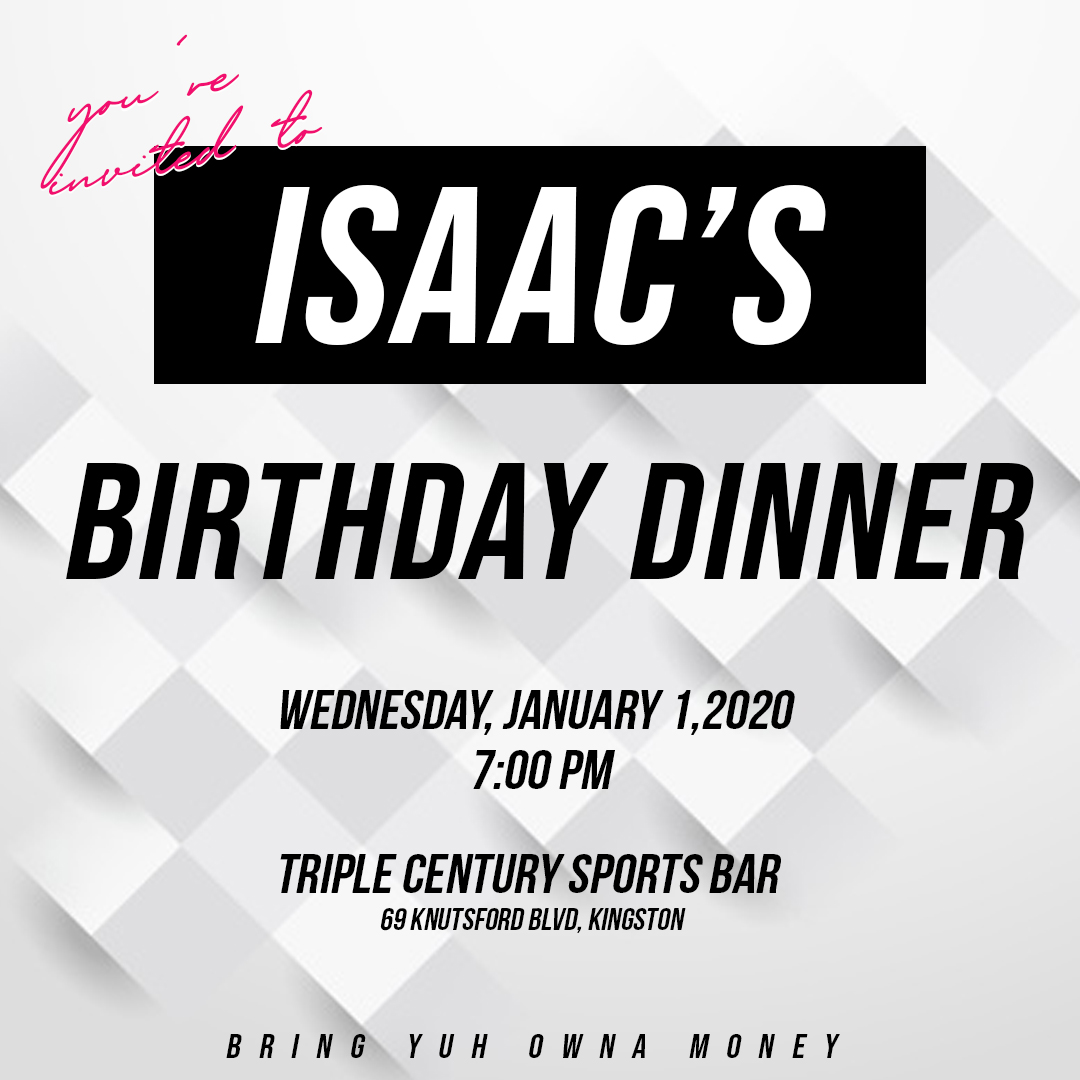 you're
invited to
ISAAC'S
BIRTHDAY DINNER
WEDNESDAY, JANUARY 1,2020
7:00 PM
TRIPLE CENTURY SPORTS BAR
69 KNUTSFORD BLVD, KINGSTON
BRING YUH OWNA MONEY